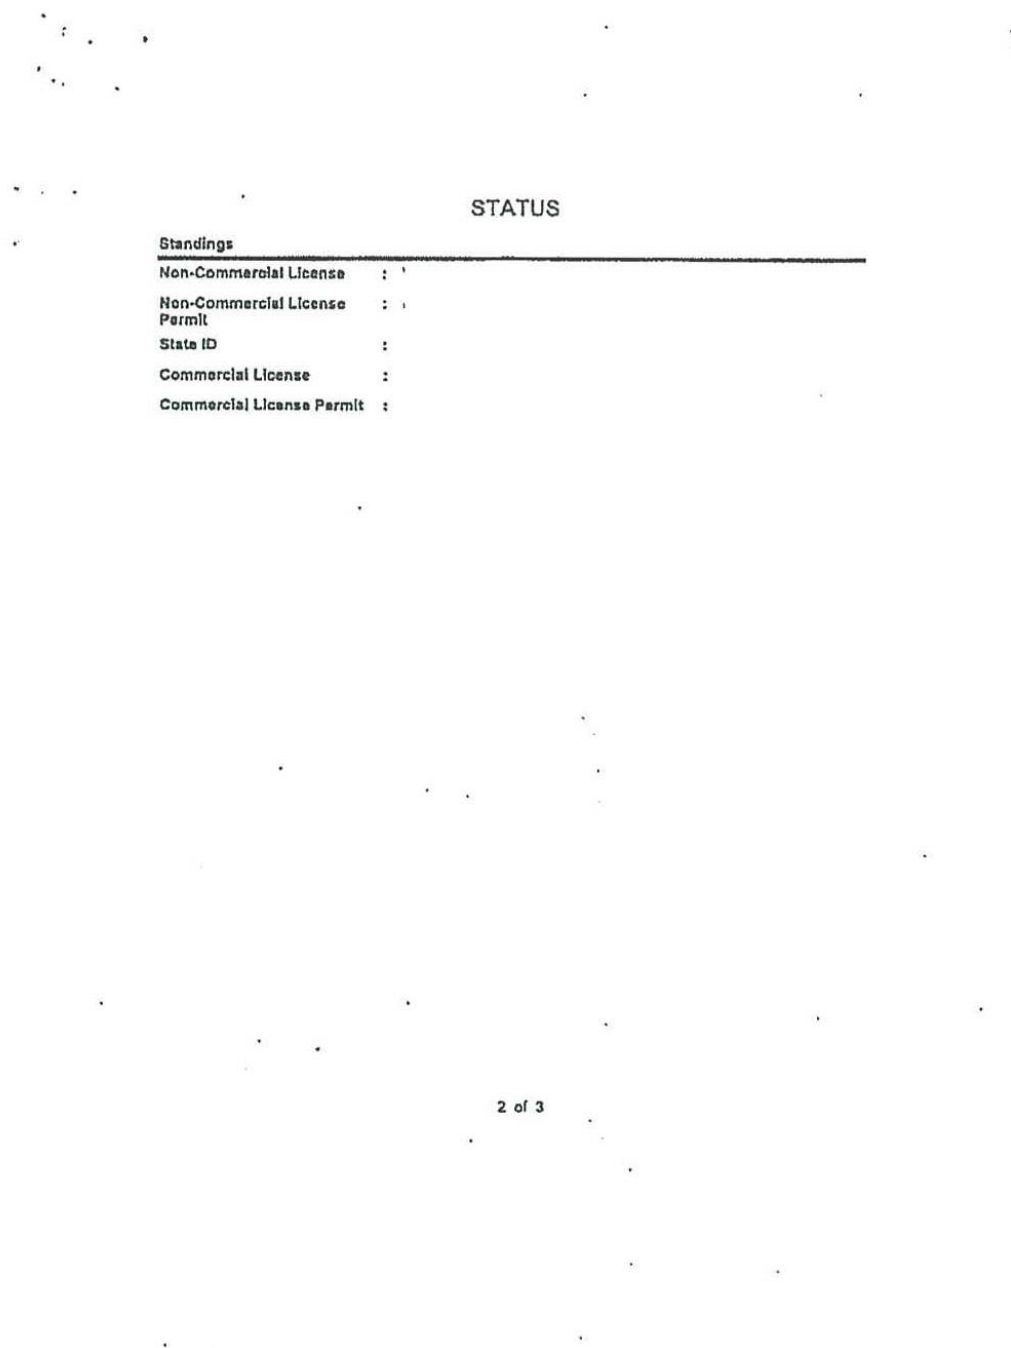 STATUS
Standings
Non-Commercial License :
Non-Commercial License :
Permit
State ID :
Commercial License :
Commercial License Permit :
2 of 3